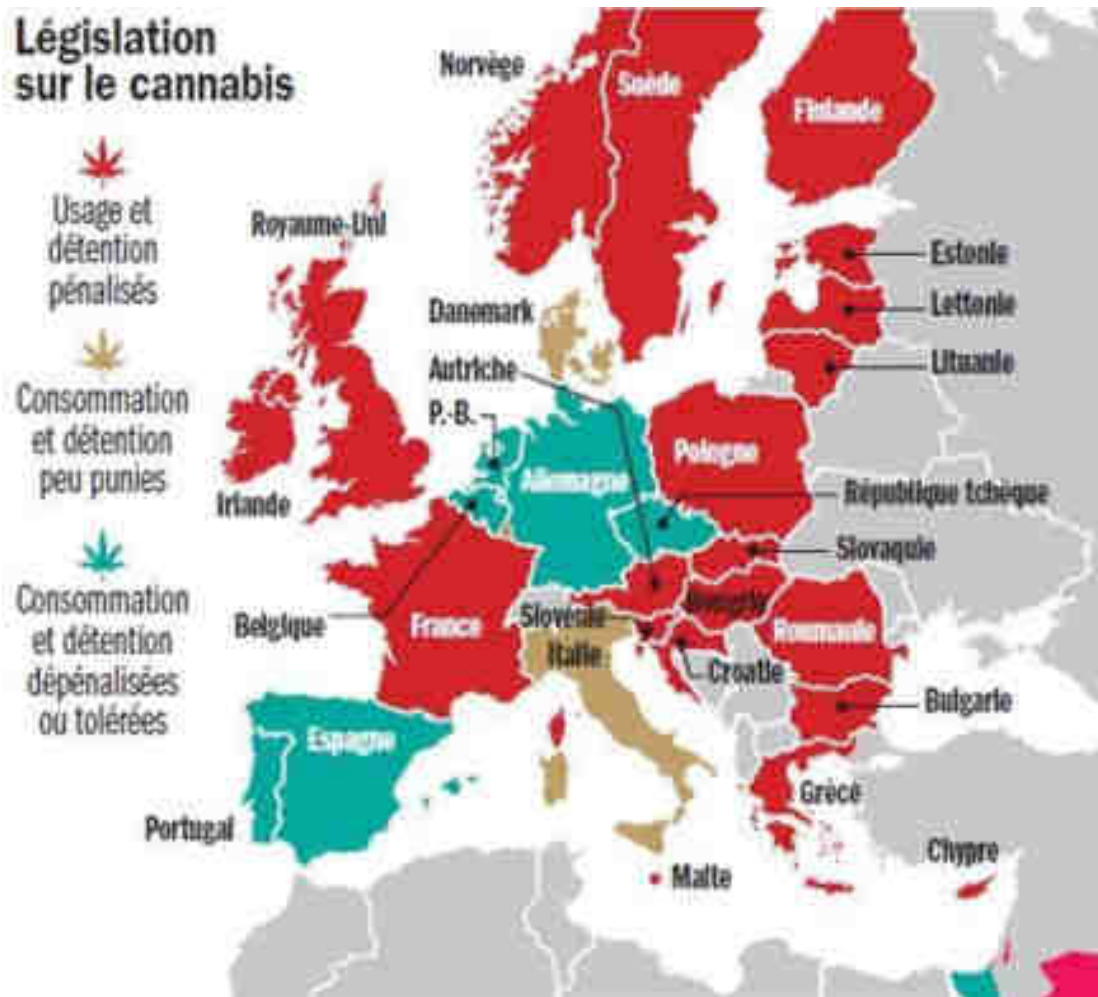 Législation
sur le cannabis
Usage et
détention
pénalisés
Consommation
et détention
peu punies
Consommation
et détention
dépénalisées
ou tolérées
Norvège
Suède
Finlande
Royaume-Uni
Estonie
Lettonie
Lituanie
Danemark
Autriche
P.-B.
Irlande
Allemagne
Pologne
République tchèque
Slovaquie
Belgique
France
Slovénie
Hongrie
Roumanie
Italie
Croatie
Bulgarie
Espagne
Portugal
Grèce
Malte
Chypre